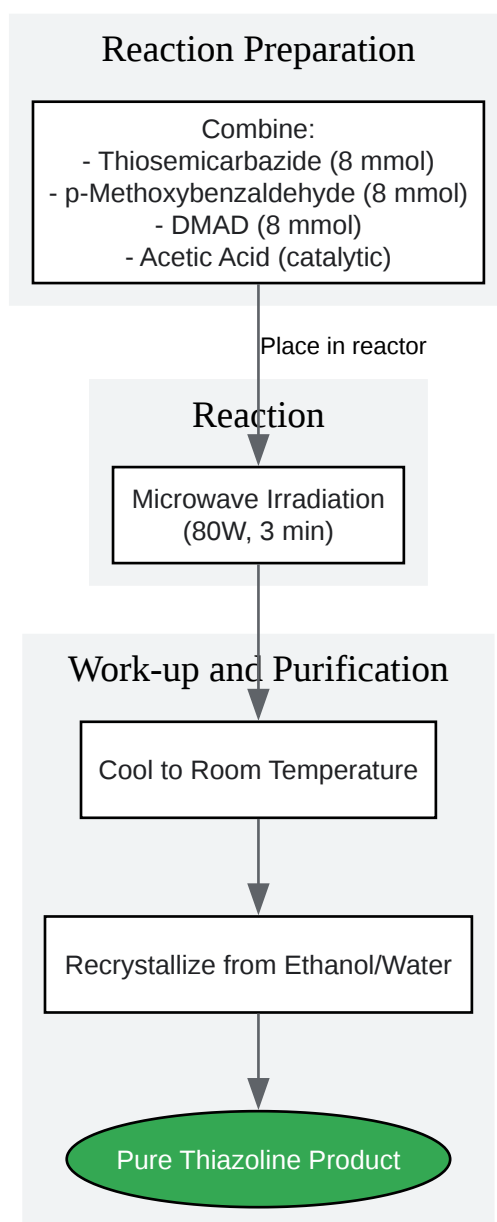 Reaction Preparation
Combine:
- Thiosemicarbazide (8 mmol)
- p-Methoxybenzaldehyde (8 mmol)
- DMAD (8 mmol)
- Acetic Acid (catalytic)
Place in reactor
Reaction
Microwave Irradiation
(80W, 3 min)
Work-up and Purification
Cool to Room Temperature
Recrystallize from Ethanol/Water
Pure Thiazoline Product